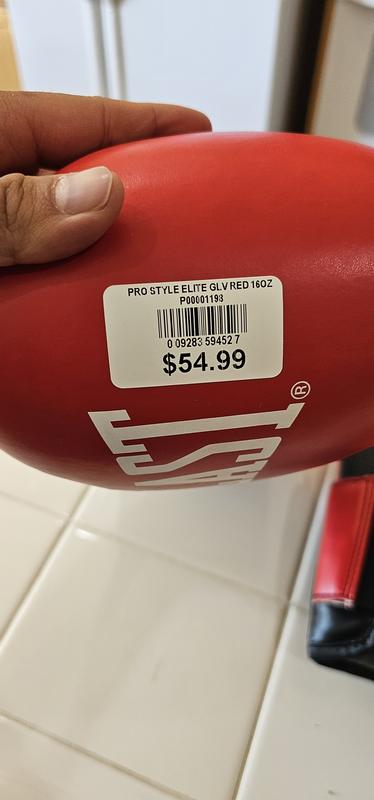 PRO STYLE ELITE GLV RED 16OZ
P00001198
0 09283 59452 7
$54.99
®